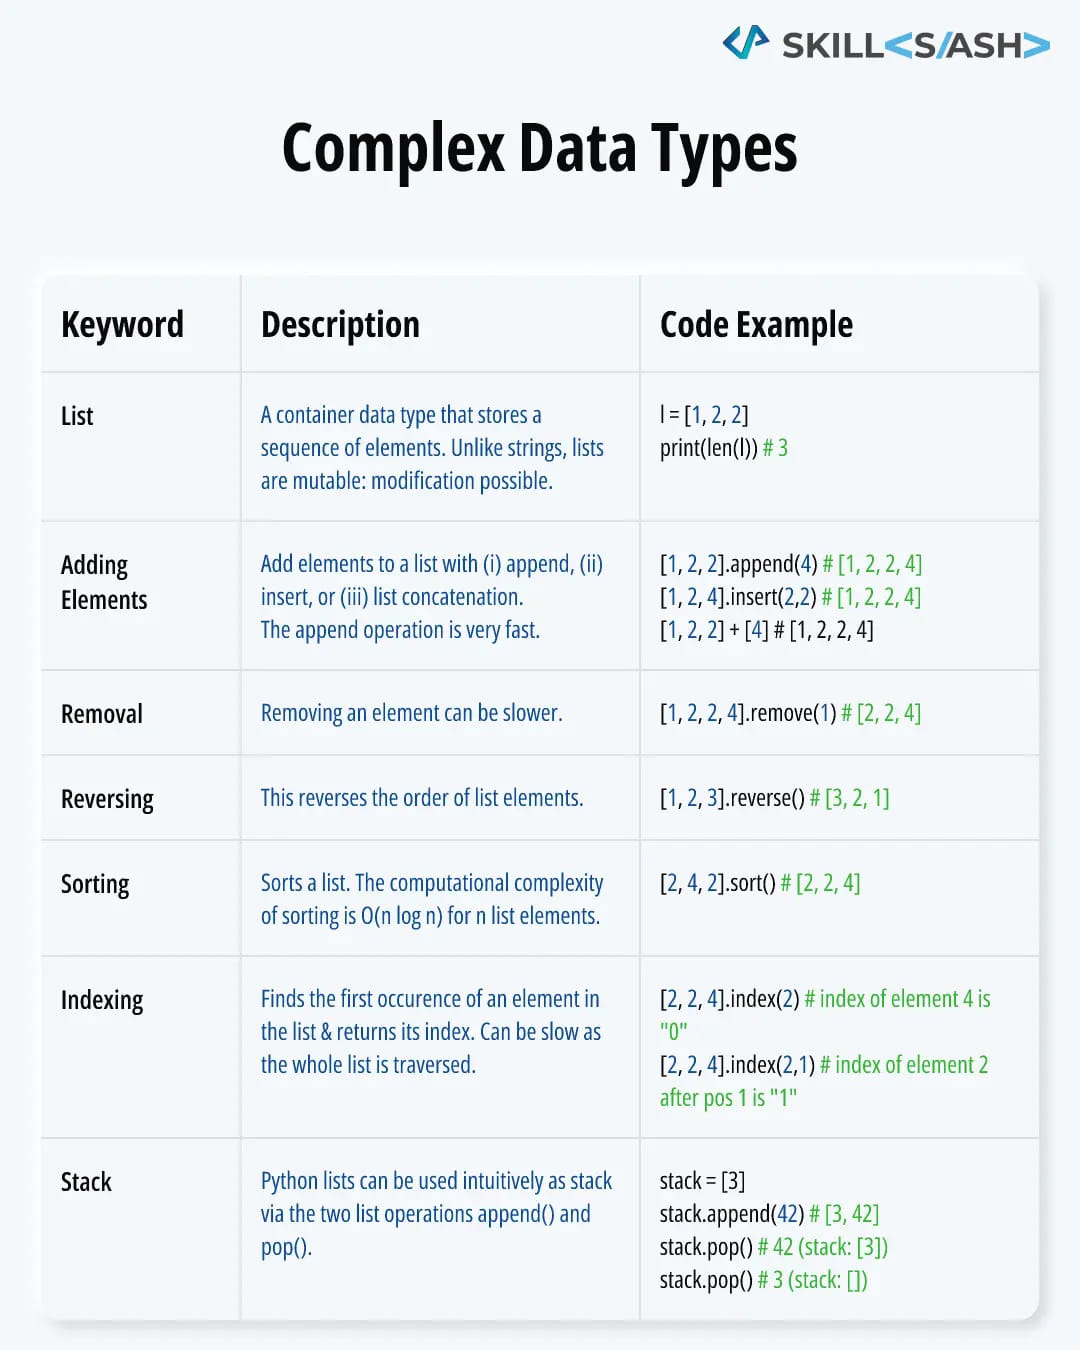 SKILL<S/ASH>
Complex Data Types
Keyword
Description
Code Example
List
A container data type that stores a
sequence of elements. Unlike strings, lists
are mutable: modification possible.
l = [1, 2, 2]
print(len(l)) # 3
Adding
Elements
Add elements to a list with (i) append, (ii)
insert, or (iii) list concatenation.
The append operation is very fast.
[1, 2, 2].append(4) # [1, 2, 2, 4]
[1, 2, 4].insert(2,2) # [1, 2, 2, 4]
[1, 2, 2] + [4] # [1, 2, 2, 4]
Removal
Removing an element can be slower.
[1, 2, 2, 4].remove(1) # [2, 2, 4]
Reversing
This reverses the order of list elements.
[1, 2, 3].reverse() # [3, 2, 1]
Sorting
Sorts a list. The computational complexity
of sorting is O(n log n) for n list elements.
[2, 4, 2].sort() # [2, 2, 4]
Indexing
Finds the first occurence of an element in
the list & returns its index. Can be slow as
the whole list is traversed.
[2, 2, 4].index(2) # index of element 4 is
"0"
[2, 2, 4].index(2,1) # index of element 2
after pos 1 is "1"
Stack
Python lists can be used intuitively as stack
via the two list operations append() and
pop().
stack = [3]
stack.append(42) # [3, 42]
stack.pop() # 42 (stack: [3])
stack.pop() # 3 (stack: [])